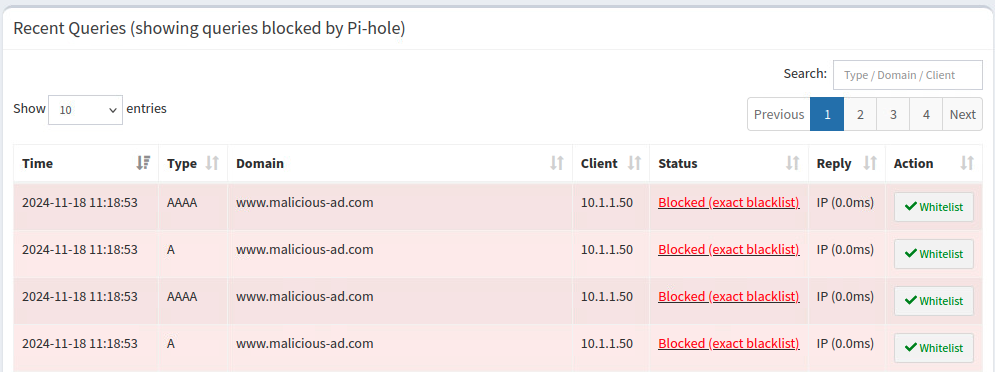 Recent Queries (showing queries blocked by Pi-hole)
Search: Type / Domain / Client
Show 10 entries
Previous 1 2 3 4 Next
Time Type Domain Client Status Reply Action
2024-11-18 11:18:53 AAAA www.malicious-ad.com 10.1.1.50 Blocked (exact blacklist) IP (0.0ms) Whitelist
2024-11-18 11:18:53 A www.malicious-ad.com 10.1.1.50 Blocked (exact blacklist) IP (0.0ms) Whitelist
2024-11-18 11:18:53 AAAA www.malicious-ad.com 10.1.1.50 Blocked (exact blacklist) IP (0.0ms) Whitelist
2024-11-18 11:18:53 A www.malicious-ad.com 10.1.1.50 Blocked (exact blacklist) IP (0.0ms) Whitelist